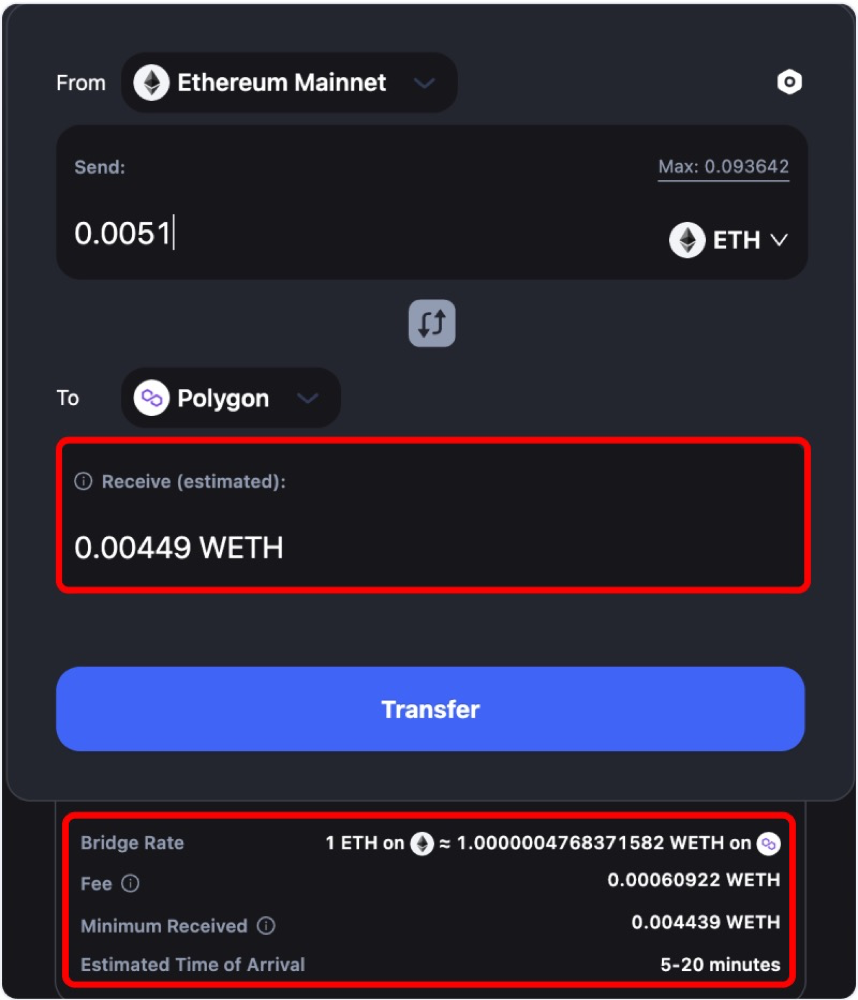 From Ethereum Mainnet
Send: Max: 0.093642
0.0051 ETH
To Polygon
Receive (estimated):
0.00449 WETH
Transfer
Bridge Rate 1 ETH on ≈ 1.0000004768371582 WETH on
Fee 0.00060922 WETH
Minimum Received 0.004439 WETH
Estimated Time of Arrival 5-20 minutes